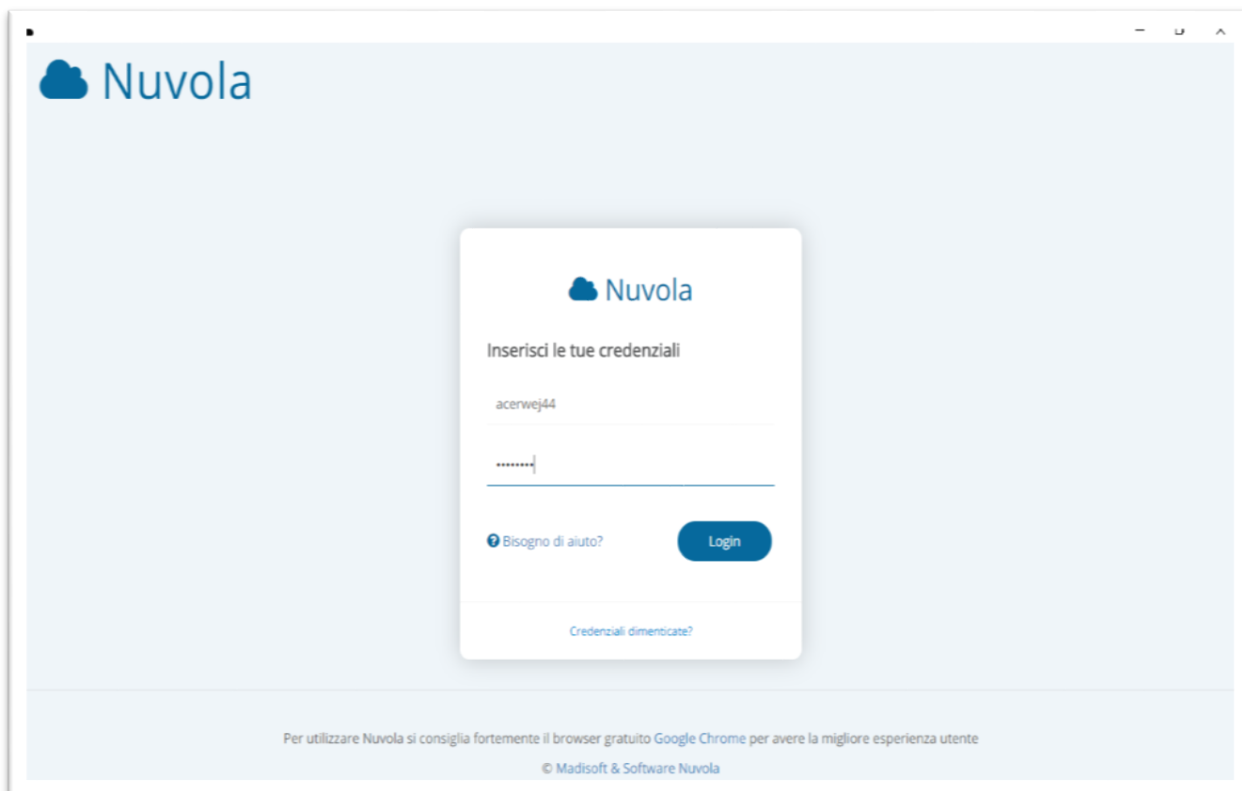 Nuvola
Nuvola
Inserisci le tue credenziali
acerwej44
••••••••
Bisogno di aiuto?
Login
Credenziali dimenticate?
Per utilizzare Nuvola si consiglia fortemente il browser gratuito Google Chrome per avere la migliore esperienza utente
© Madisoft & Software Nuvola